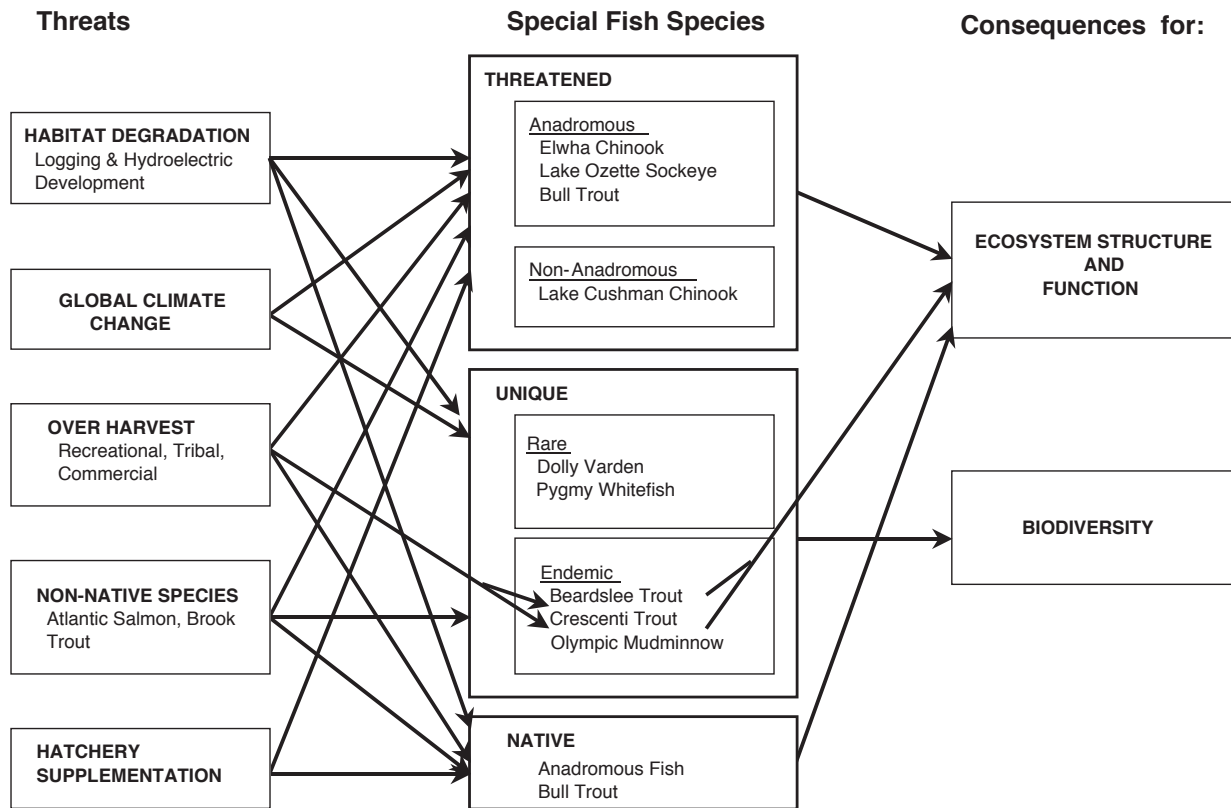 Threats
Special Fish Species
Consequences for:
HABITAT DEGRADATION
Logging & Hydroelectric
Development
GLOBAL CLIMATE
CHANGE
OVER HARVEST
Recreational, Tribal,
Commercial
NON-NATIVE SPECIES
Atlantic Salmon, Brook
Trout
HATCHERY
SUPPLEMENTATION
THREATENED
Anadromous
Elwha Chinook
Lake Ozette Sockeye
Bull Trout
Non-Anadromous
Lake Cushman Chinook
UNIQUE
Rare
Dolly Varden
Pygmy Whitefish
Endemic
Beardslee Trout
Crescenti Trout
Olympic Mudminnow
NATIVE
Anadromous Fish
Bull Trout
ECOSYSTEM STRUCTURE
AND
FUNCTION
BIODIVERSITY